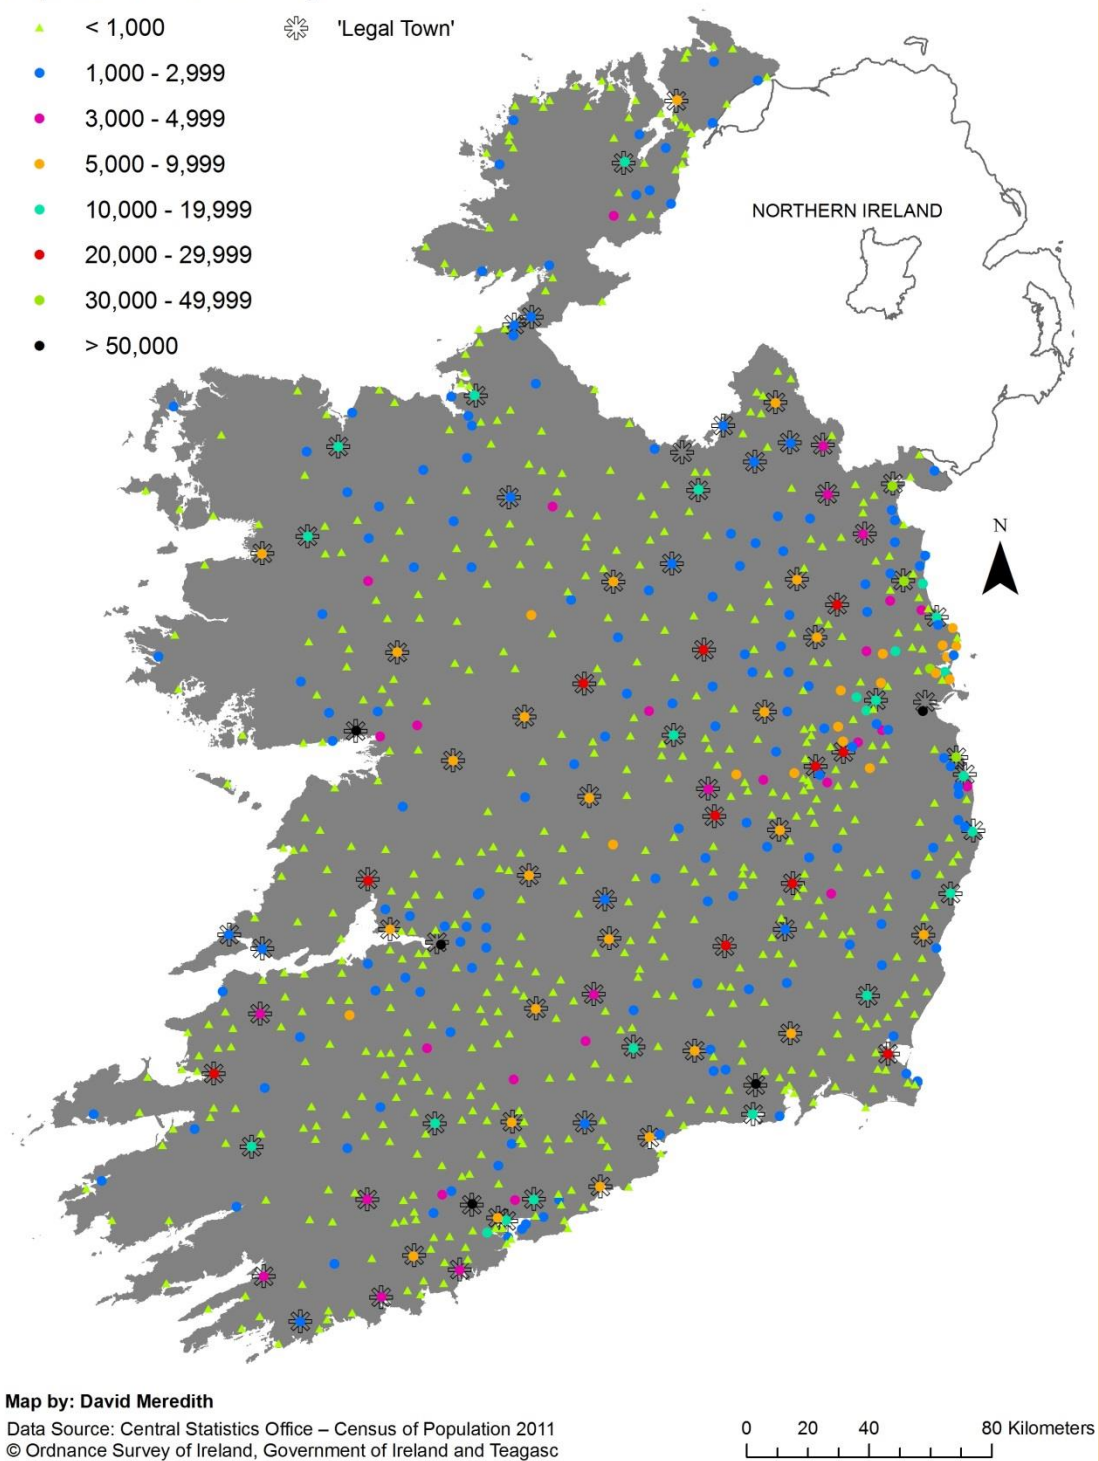 < 1,000
'Legal Town'
1,000 - 2,999
3,000 - 4,999
5,000 - 9,999
10,000 - 19,999
20,000 - 29,999
30,000 - 49,999
> 50,000
NORTHERN IRELAND
N
Map by: David Meredith
Data Source: Central Statistics Office – Census of Population 2011
© Ordnance Survey of Ireland, Government of Ireland and Teagasc
0 20 40 80 Kilometers